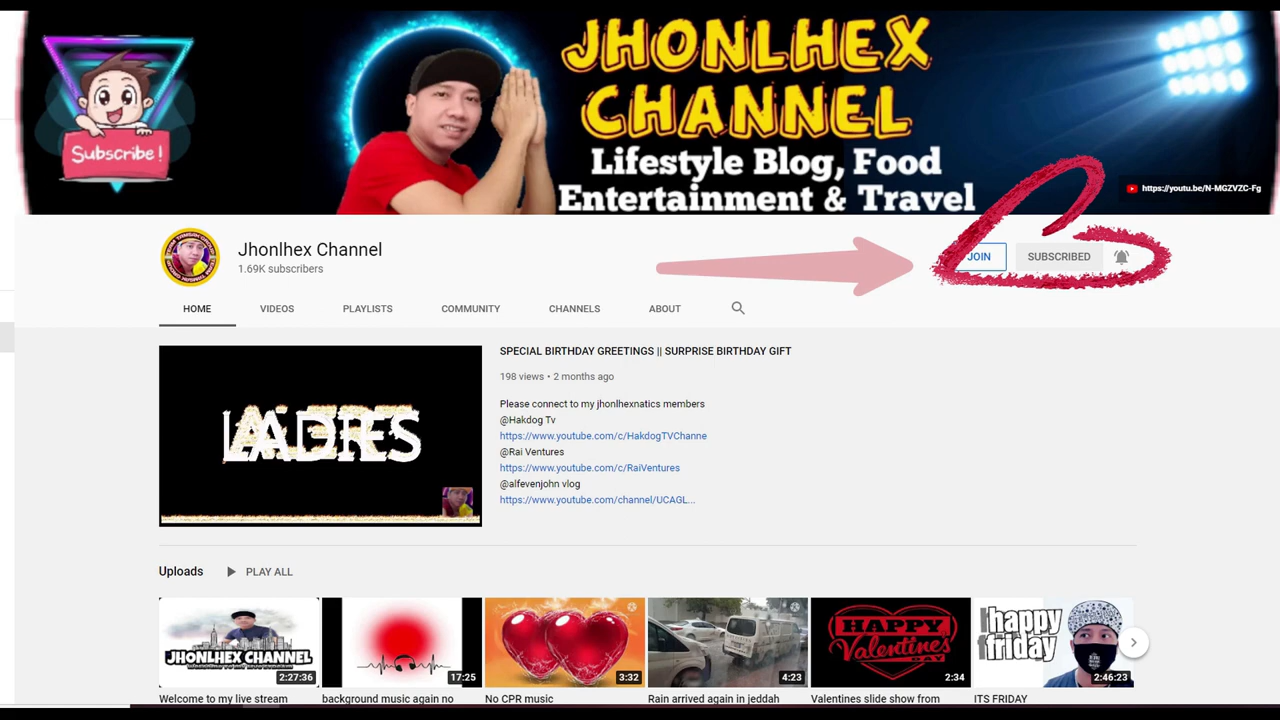 JHONLHEX
CHANNEL
Lifestyle Blog, Food
Entertainment & Travel
Subscribe!
https://youtu.be/N-MGZVZC-Fg
Jhonlhex Channel
1.69K subscribers
JOIN
SUBSCRIBED
HOME
VIDEOS
PLAYLISTS
COMMUNITY
CHANNELS
ABOUT
LADIES
SPECIAL BIRTHDAY GREETINGS || SURPRISE BIRTHDAY GIFT
198 views • 2 months ago
Please connect to my jhonlhexnatics members
@Hakdog Tv
https://www.youtube.com/c/HakdogTVChanne
@Rai Ventures
https://www.youtube.com/c/RaiVentures
@alfevenjohn vlog
https://www.youtube.com/channel/UCAGL...
Uploads
PLAY ALL
JHONLHEX CHANNEL
2:27:36
17:25
3:32
4:23
HAPPY
Valentines
DAY
2:34
happy
friday
2:46:23
Welcome to my live stream
background music again no
No CPR music
Rain arrived again in jeddah
Valentines slide show from
ITS FRIDAY